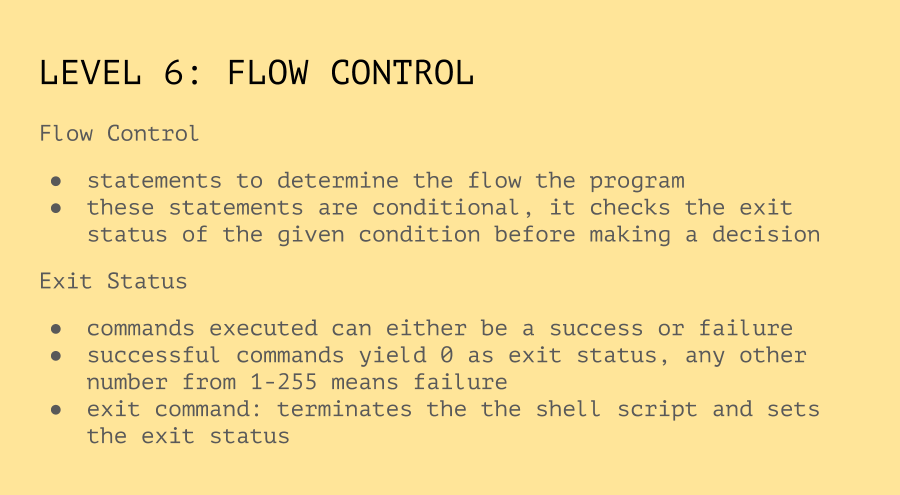 LEVEL 6: FLOW CONTROL
Flow Control
● statements to determine the flow the program
● these statements are conditional, it checks the exit
status of the given condition before making a decision
Exit Status
● commands executed can either be a success or failure
● successful commands yield 0 as exit status, any other
number from 1-255 means failure
● exit command: terminates the the shell script and sets
the exit status